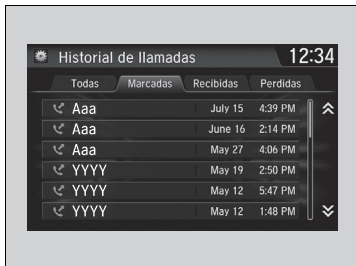 Historial de llamadas 12:34
Todas Marcadas Recibidas Perdidas
Aaa July 15 4:39 PM
Aaa June 16 2:14 PM
Aaa May 27 4:06 PM
YYYY May 19 2:50 PM
YYYY May 12 5:47 PM
YYYY May 12 1:48 PM